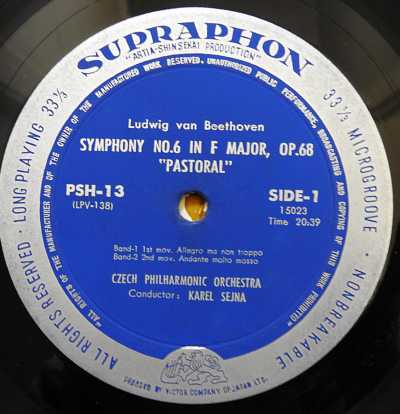 SUPRAPHON
"ARTIA-SHINSEKAI PRODUCTION"
LONG PLAYING 33⅓
33⅓ MICROGROOVE · NONBREAKABLE
ALL RIGHTS RESERVED ·
"ALL RIGHTS OF THE MANUFACTURER AND OF THE OWNER OF THE MANUFACTURED WORK RESERVED, UNAUTHORIZED PUBLIC PERFORMANCE, BROADCASTING AND COPYING OF THIS WORK PROHIBITED"
Ludwig van Beethoven
SYMPHONY NO.6 IN F MAJOR, OP.68
"PASTORAL"
PSH-13
(LPV-138)
SIDE-1
15023
Time 20:39
Band-1 1st mov. Allegro ma non troppo
Band-2 2nd mov. Andante molto mosso
CZECH PHILHARMONIC ORCHESTRA
Conductor: KAREL SEJNA
PRESSED BY VICTOR COMPANY OF JAPAN LTD.